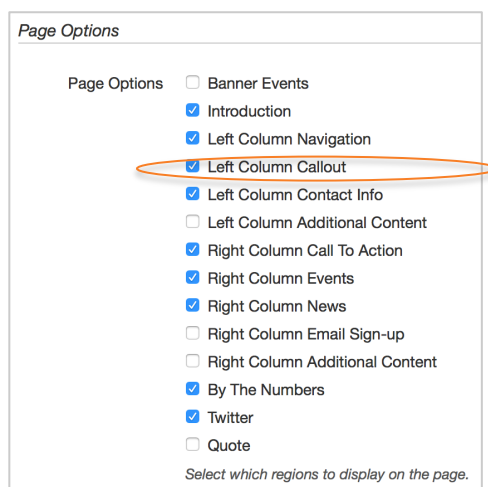 Page Options
Page Options Banner Events
Introduction
Left Column Navigation
Left Column Callout
Left Column Contact Info
Left Column Additional Content
Right Column Call To Action
Right Column Events
Right Column News
Right Column Email Sign-up
Right Column Additional Content
By The Numbers
Twitter
Quote
Select which regions to display on the page.